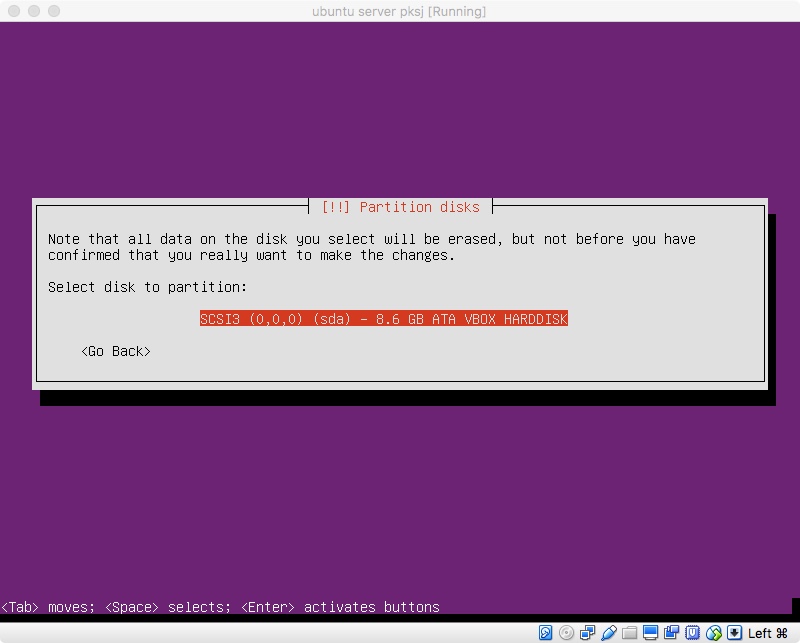 ubuntu server pksj [Running]
[!!] Partition disks
Note that all data on the disk you select will be erased, but not before you have
confirmed that you really want to make the changes.
Select disk to partition:
SCSI3 (0,0,0) (sda) - 8.6 GB ATA VBOX HARDDISK
<Go Back>
<Tab> moves; <Space> selects; <Enter> activates buttons
Left ⌘